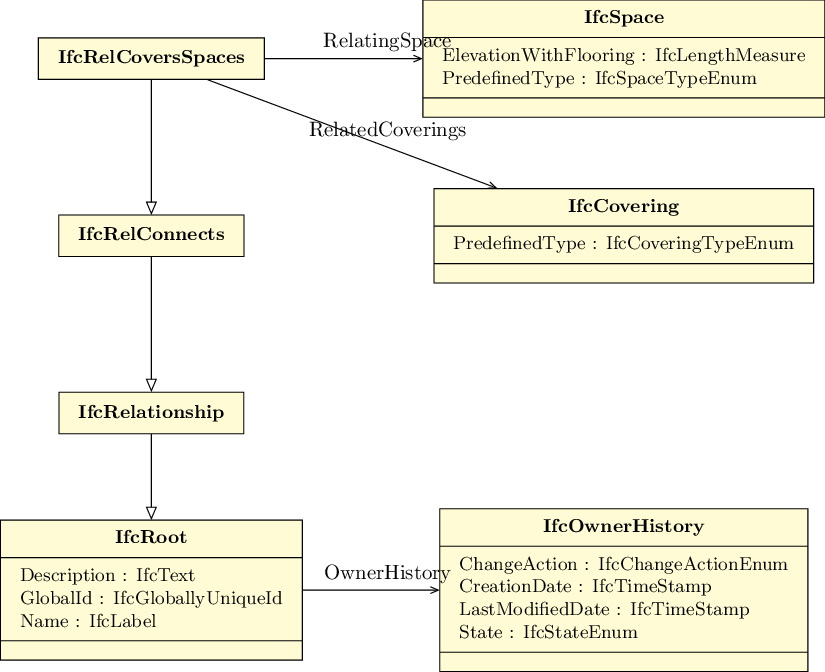 IfcSpace
RelatingSpace
IfcRelCoversSpaces
ElevationWithFlooring : IfcLengthMeasure
PredefinedType : IfcSpaceTypeEnum
RelatedCoverings
IfcCovering
IfcRelConnects
PredefinedType : IfcCoveringTypeEnum
IfcRelationship
IfcRoot
IfcOwnerHistory
Description : IfcText
GlobalId : IfcGloballyUniqueId
Name : IfcLabel
OwnerHistory
ChangeAction : IfcChangeActionEnum
CreationDate : IfcTimeStamp
LastModifiedDate : IfcTimeStamp
State : IfcStateEnum